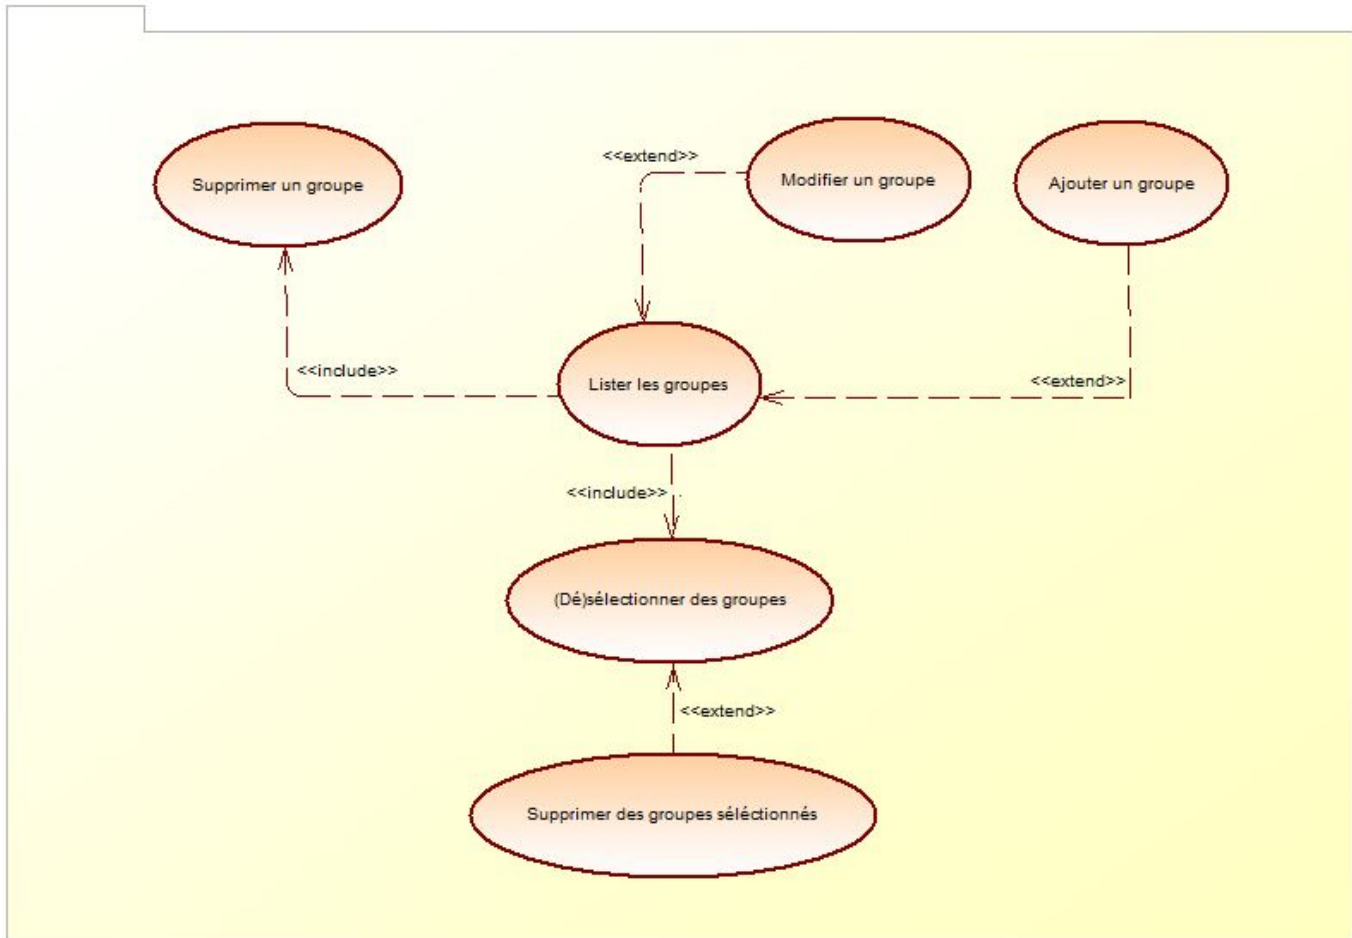 <<extend>>
Modifier un groupe
Supprimer un groupe
Ajouter un groupe
<<include>>
Lister les groupes
<<extend>>
<<include>>
(Dé)sélectionner des groupes
<<extend>>
Supprimer des groupes séléctionnés